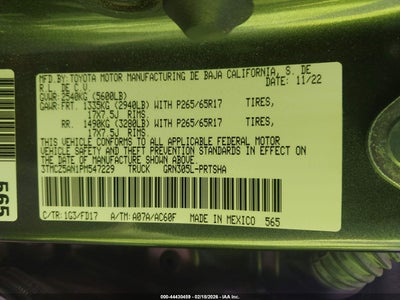 MFD.BY:TOYOTA MOTOR MANUFACTURING DE BAJA CALIFORNIA, S. DE
R.L. DE C.V. 11/22
GVWR:2540KG (5600LB)
GAWR:FRT. 1335KG (2940LB) WITH P265/65R17 TIRES,
17X7.5J RIMS.
RR. 1490KG (3280LB) WITH P265/65R17 TIRES,
17X7.5J RIMS.
THIS VEHICLE CONFORMS TO ALL APPLICABLE FEDERAL MOTOR
VEHICLE SAFETY AND THEFT PREVENTION STANDARDS IN EFFECT
ON THE DATE OF MANUFACTURE SHOWN ABOVE.
3TMCZ5AN1PM547229 TRUCK GRN305L-PRTSHA
C/TR:1G3/FD17 A/TM:A07A/AC60F MADE IN MEXICO 565
565
000-44430459 - 02/18/2026 - IAA Inc.